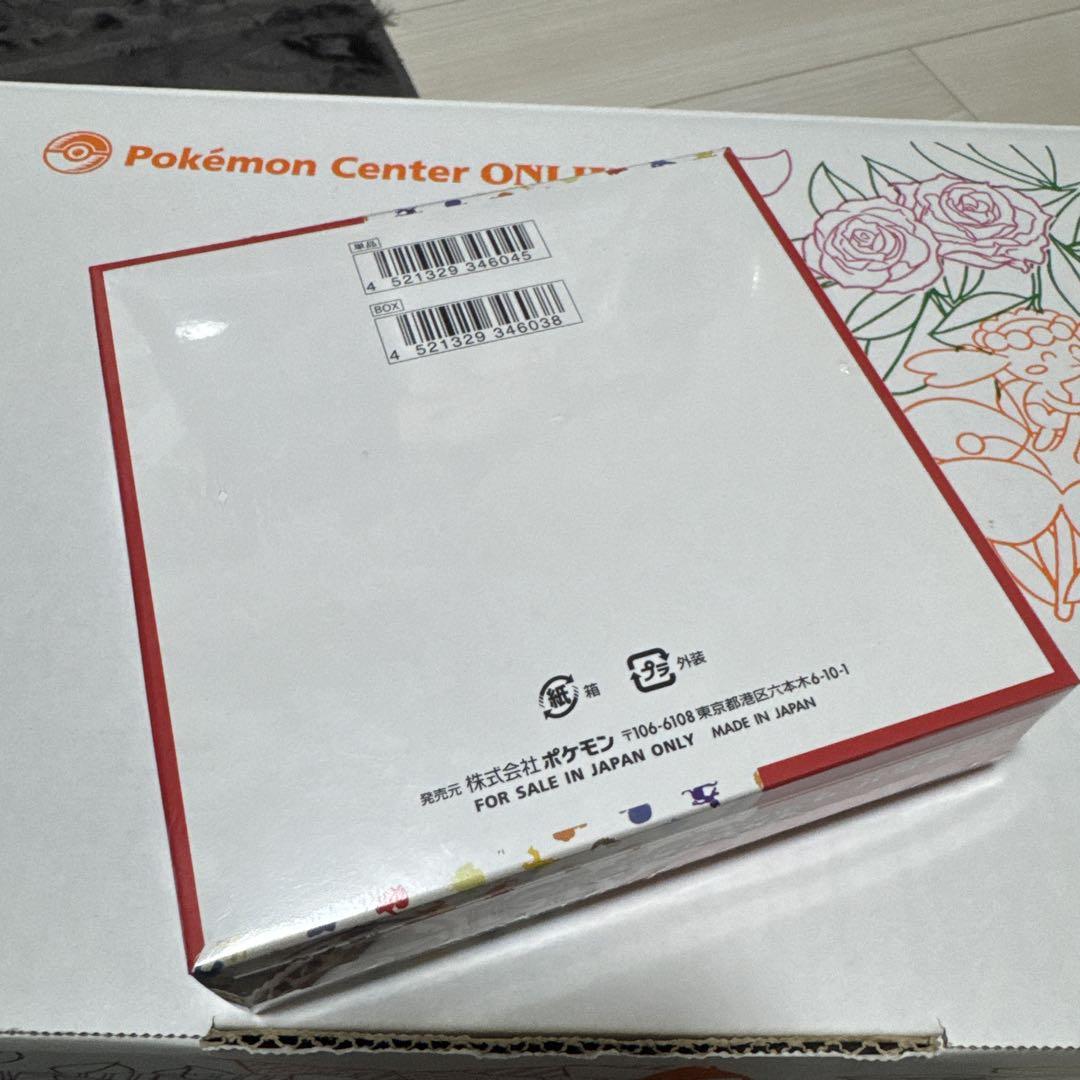 Pokémon Center ONLI
単品
4 521329 346045
BOX
4 521329 346038
紙 箱
プラ 外装
発売元 株式会社 ポケモン 〒106-6108 東京都港区六本木6-10-1
FOR SALE IN JAPAN ONLY MADE IN JAPAN